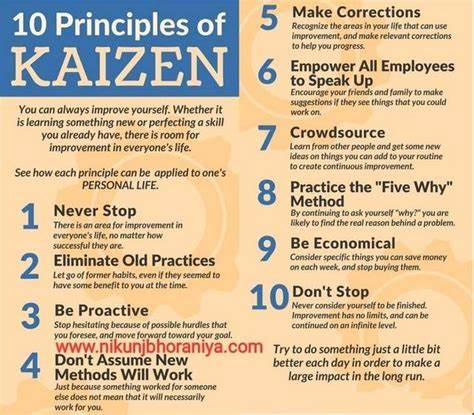 10 Principles of
KAIZEN
You can always improve yourself. Whether it
is learning something new or perfecting a skill
you already have, there is room for
improvement in everyone's life.
See how each principle can be applied to one's
PERSONAL LIFE.
1 Never Stop
There is an area for improvement in
everyone's life, no matter how
successful they are.
2 Eliminate Old Practices
Let go of former habits, even if they seemed to
have some benefit to you at the time.
3 Be Proactive
Stop hesitating because of possible hurdles that
you foresee, and move forward toward your goal.
www.nikunjbhoraniya.com
4 Don't Assume New
Methods Will Work
Just because something worked for someone
else does not mean that it will necessarily
work for you.
5 Make Corrections
Recognize the areas in your life that can use
improvement, and make relevant corrections
to help you progress.
6 Empower All Employees
to Speak Up
Encourage your friends and family to make
suggestions if they see things that you could
work on.
7 Crowdsource
Learn from other people and get some new
ideas on things you can add to your routine
to create continuous improvement.
8 Practice the "Five Why"
Method
By continuing to ask yourself "why?" you are
likely to find the real reason behind a problem.
9 Be Economical
Consider specific things you can save money
on each week, and stop buying them.
10 Don't Stop
Never consider yourself to be finished.
Improvement has no limits, and can be
continued on an infinite level.
Try to do something just a little bit
better each day in order to make a
large impact in the long run.